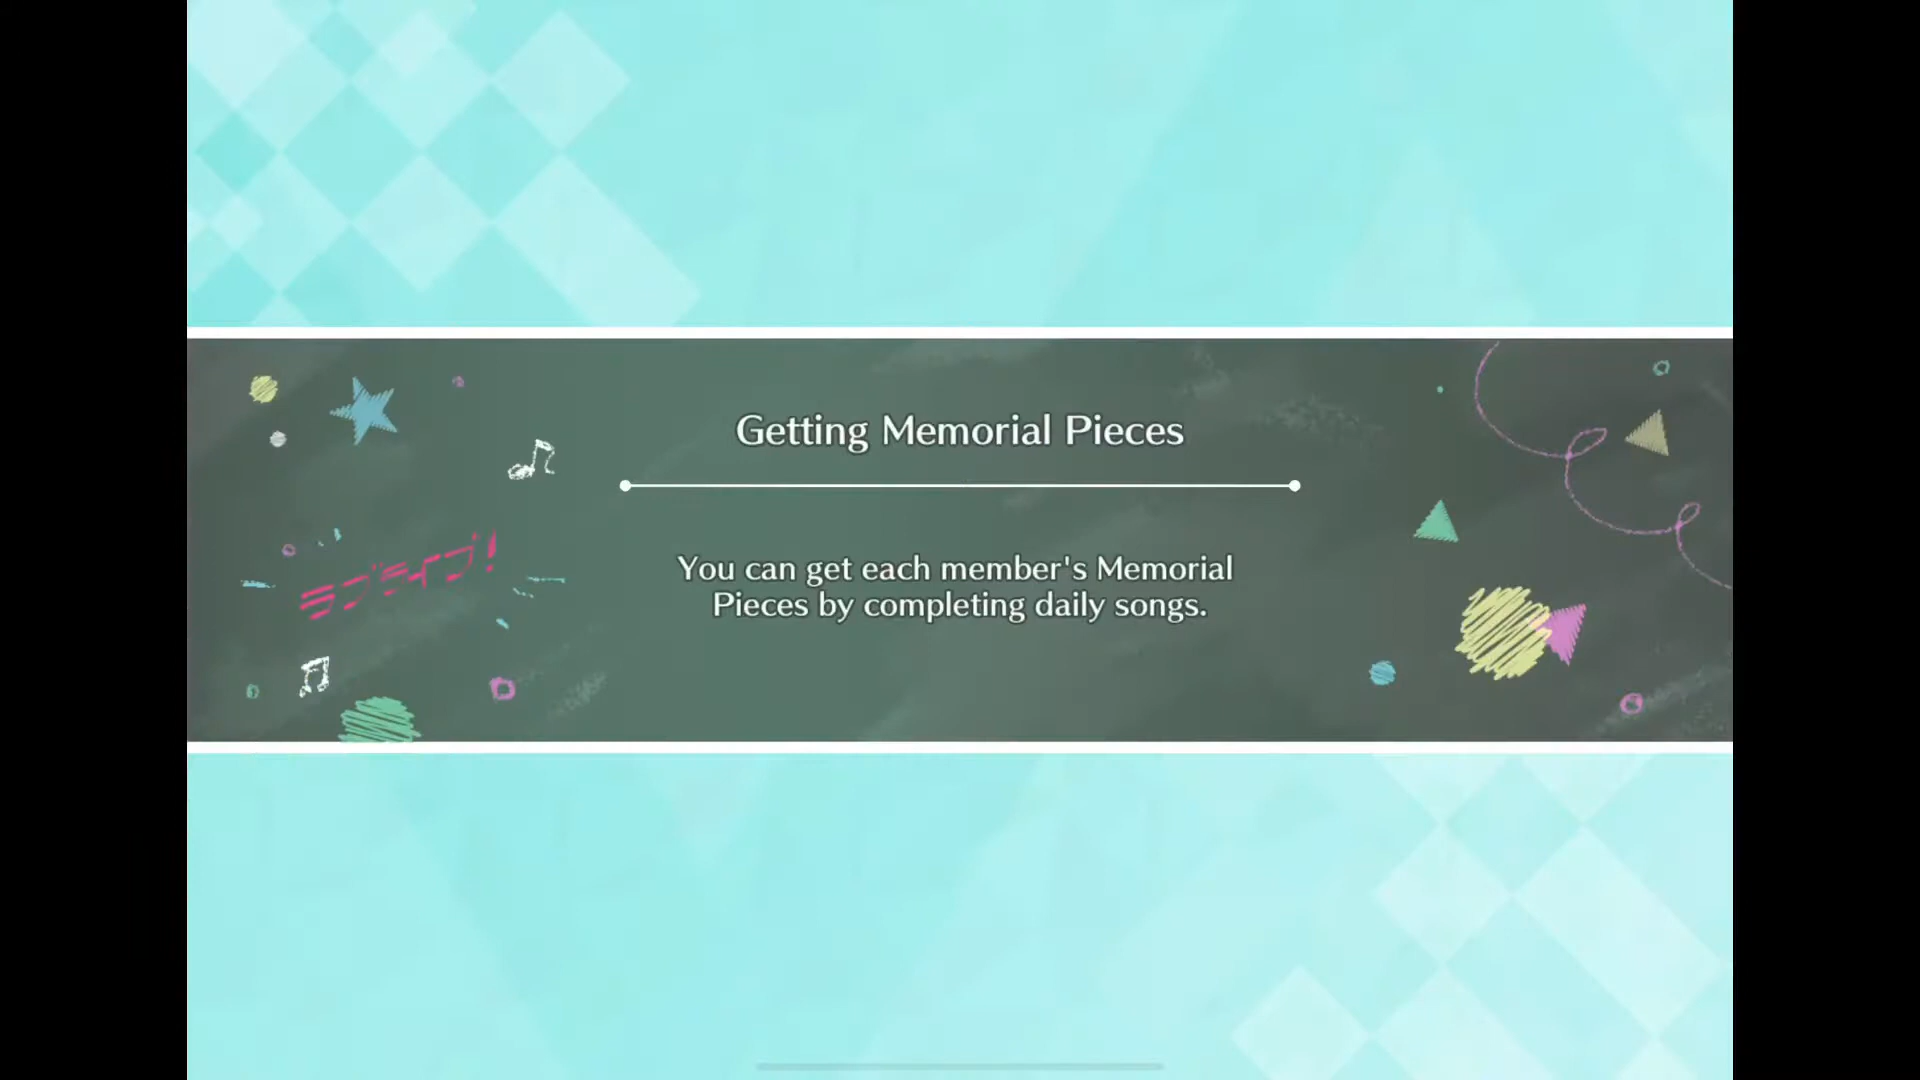 Getting Memorial Pieces
ラブライブ!
You can get each member's Memorial
Pieces by completing daily songs.